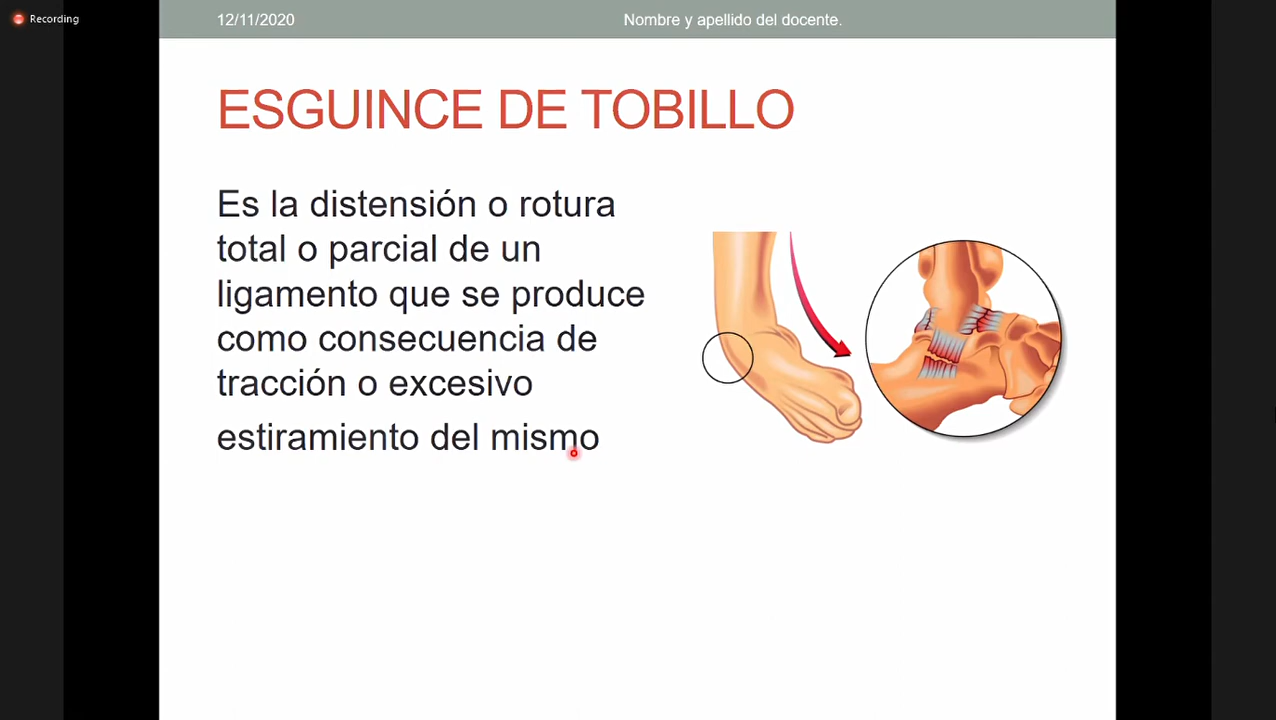 Recording
12/11/2020
Nombre y apellido del docente.
ESGUINCE DE TOBILLO
Es la distensión o rotura
total o parcial de un
ligamento que se produce
como consecuencia de
tracción o excesivo
estiramiento del mismo